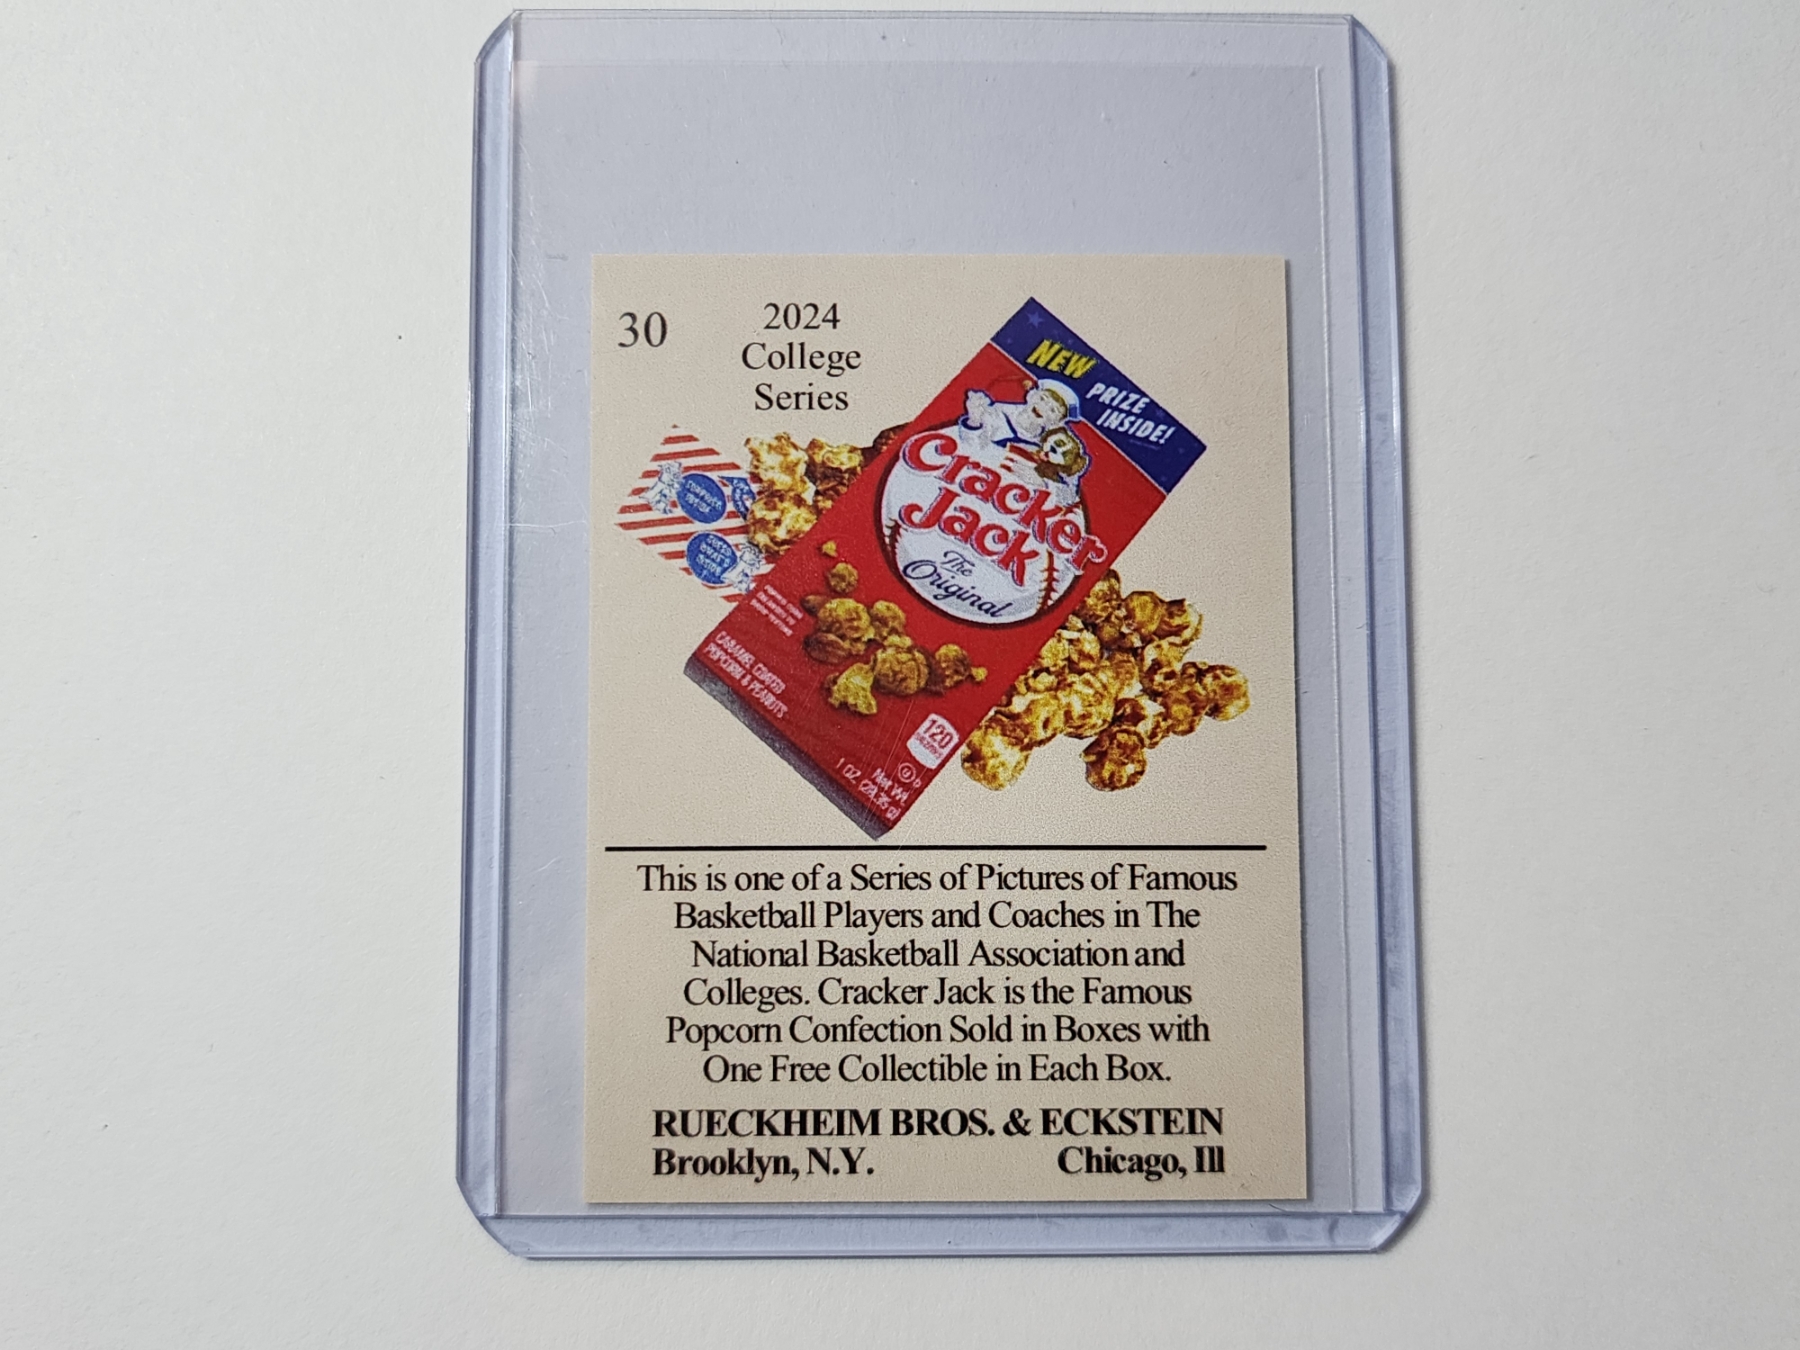 30
2024
College
Series
NEW
PRIZE
INSIDE!
Cracker
Jack
The
Original
CARAMEL COATED
POPCORN & PEANUTS
120
Net Wt.
1 OZ. (28.35 g)
This is one of a Series of Pictures of Famous
Basketball Players and Coaches in The
National Basketball Association and
Colleges. Cracker Jack is the Famous
Popcorn Confection Sold in Boxes with
One Free Collectible in Each Box.
RUECKHEIM BROS. & ECKSTEIN
Brooklyn, N.Y. Chicago, Ill